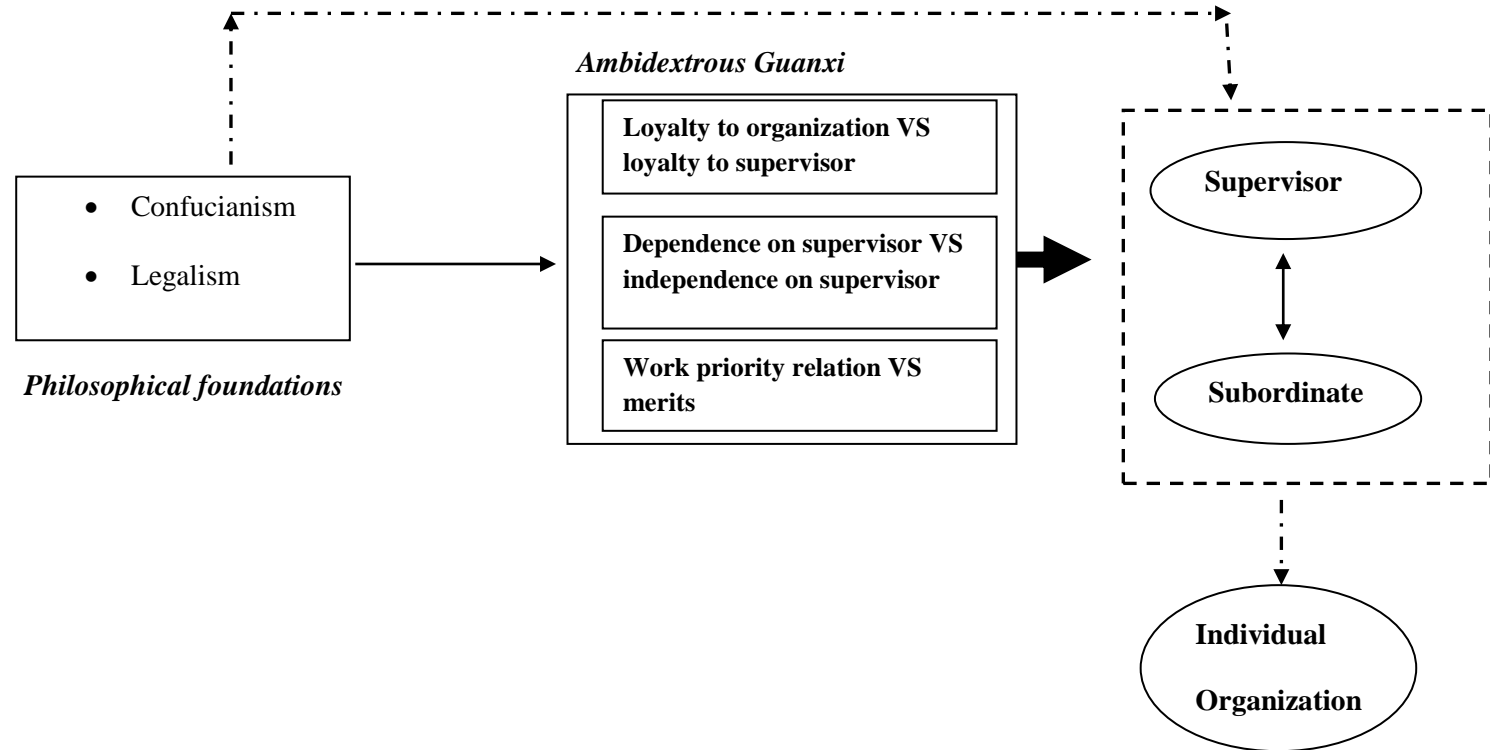 Ambidextrous Guanxi
Loyalty to organization VS
loyalty to supervisor
Supervisor
• Confucianism
Dependence on supervisor VS
independence on supervisor
• Legalism
Work priority relation VS
merits
Philosophical foundations
Subordinate
Individual
Organization